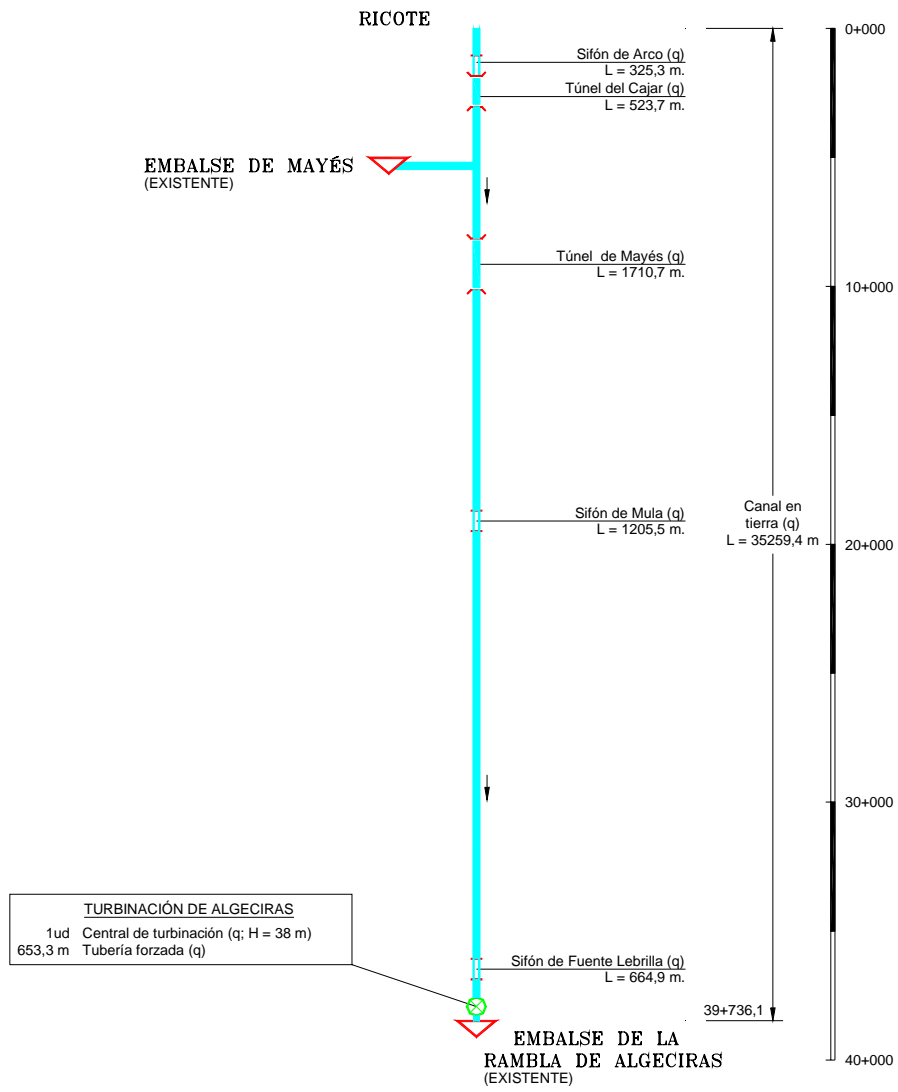 RICOTE
0+000
Sifón de Arco (q)
L = 325,3 m.
Túnel del Cajar (q)
L = 523,7 m.
EMBALSE DE MAYÉS
(EXISTENTE)
Túnel de Mayés (q)
L = 1710,7 m.
10+000
Sifón de Mula (q)
L = 1205,5 m.
Canal en
tierra (q)
L = 35259,4 m
20+000
30+000
TURBINACIÓN DE ALGECIRAS
1ud Central de turbinación (q; H = 38 m)
653,3 m Tubería forzada (q)
Sifón de Fuente Lebrilla (q)
L = 664,9 m.
39+736,1
EMBALSE DE LA
RAMBLA DE ALGECIRAS
(EXISTENTE)
40+000